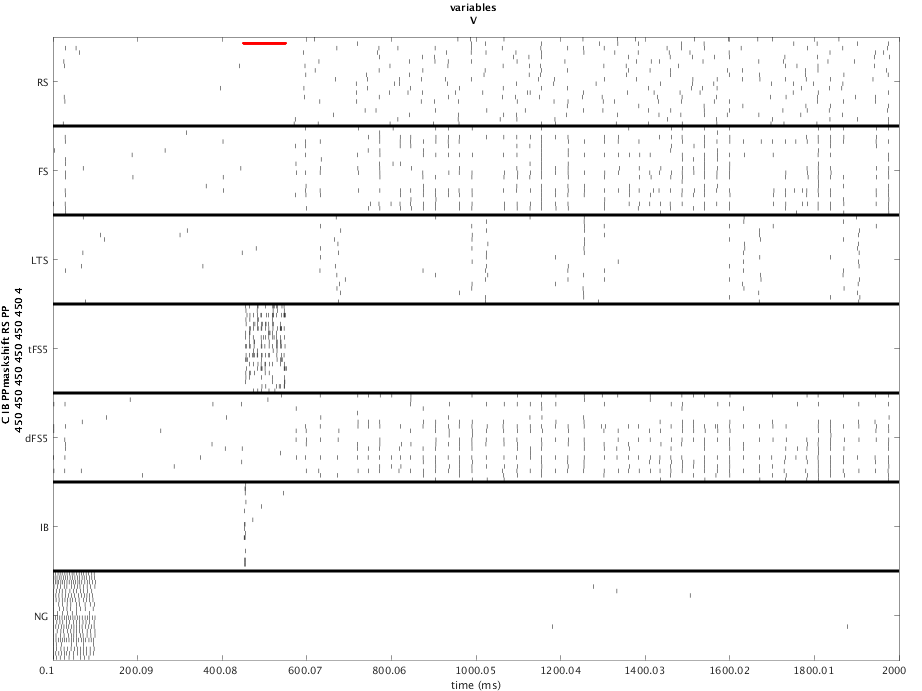 variables
V
C IB PPmaskshift RS PP
450 450 450 450 450 450 4
RS
FS
LTS
tFS5
dFS5
IB
NG
0.1 200.09 400.08 600.07 800.06 1000.05 1200.04 1400.03 1600.02 1800.01 2000
time (ms)